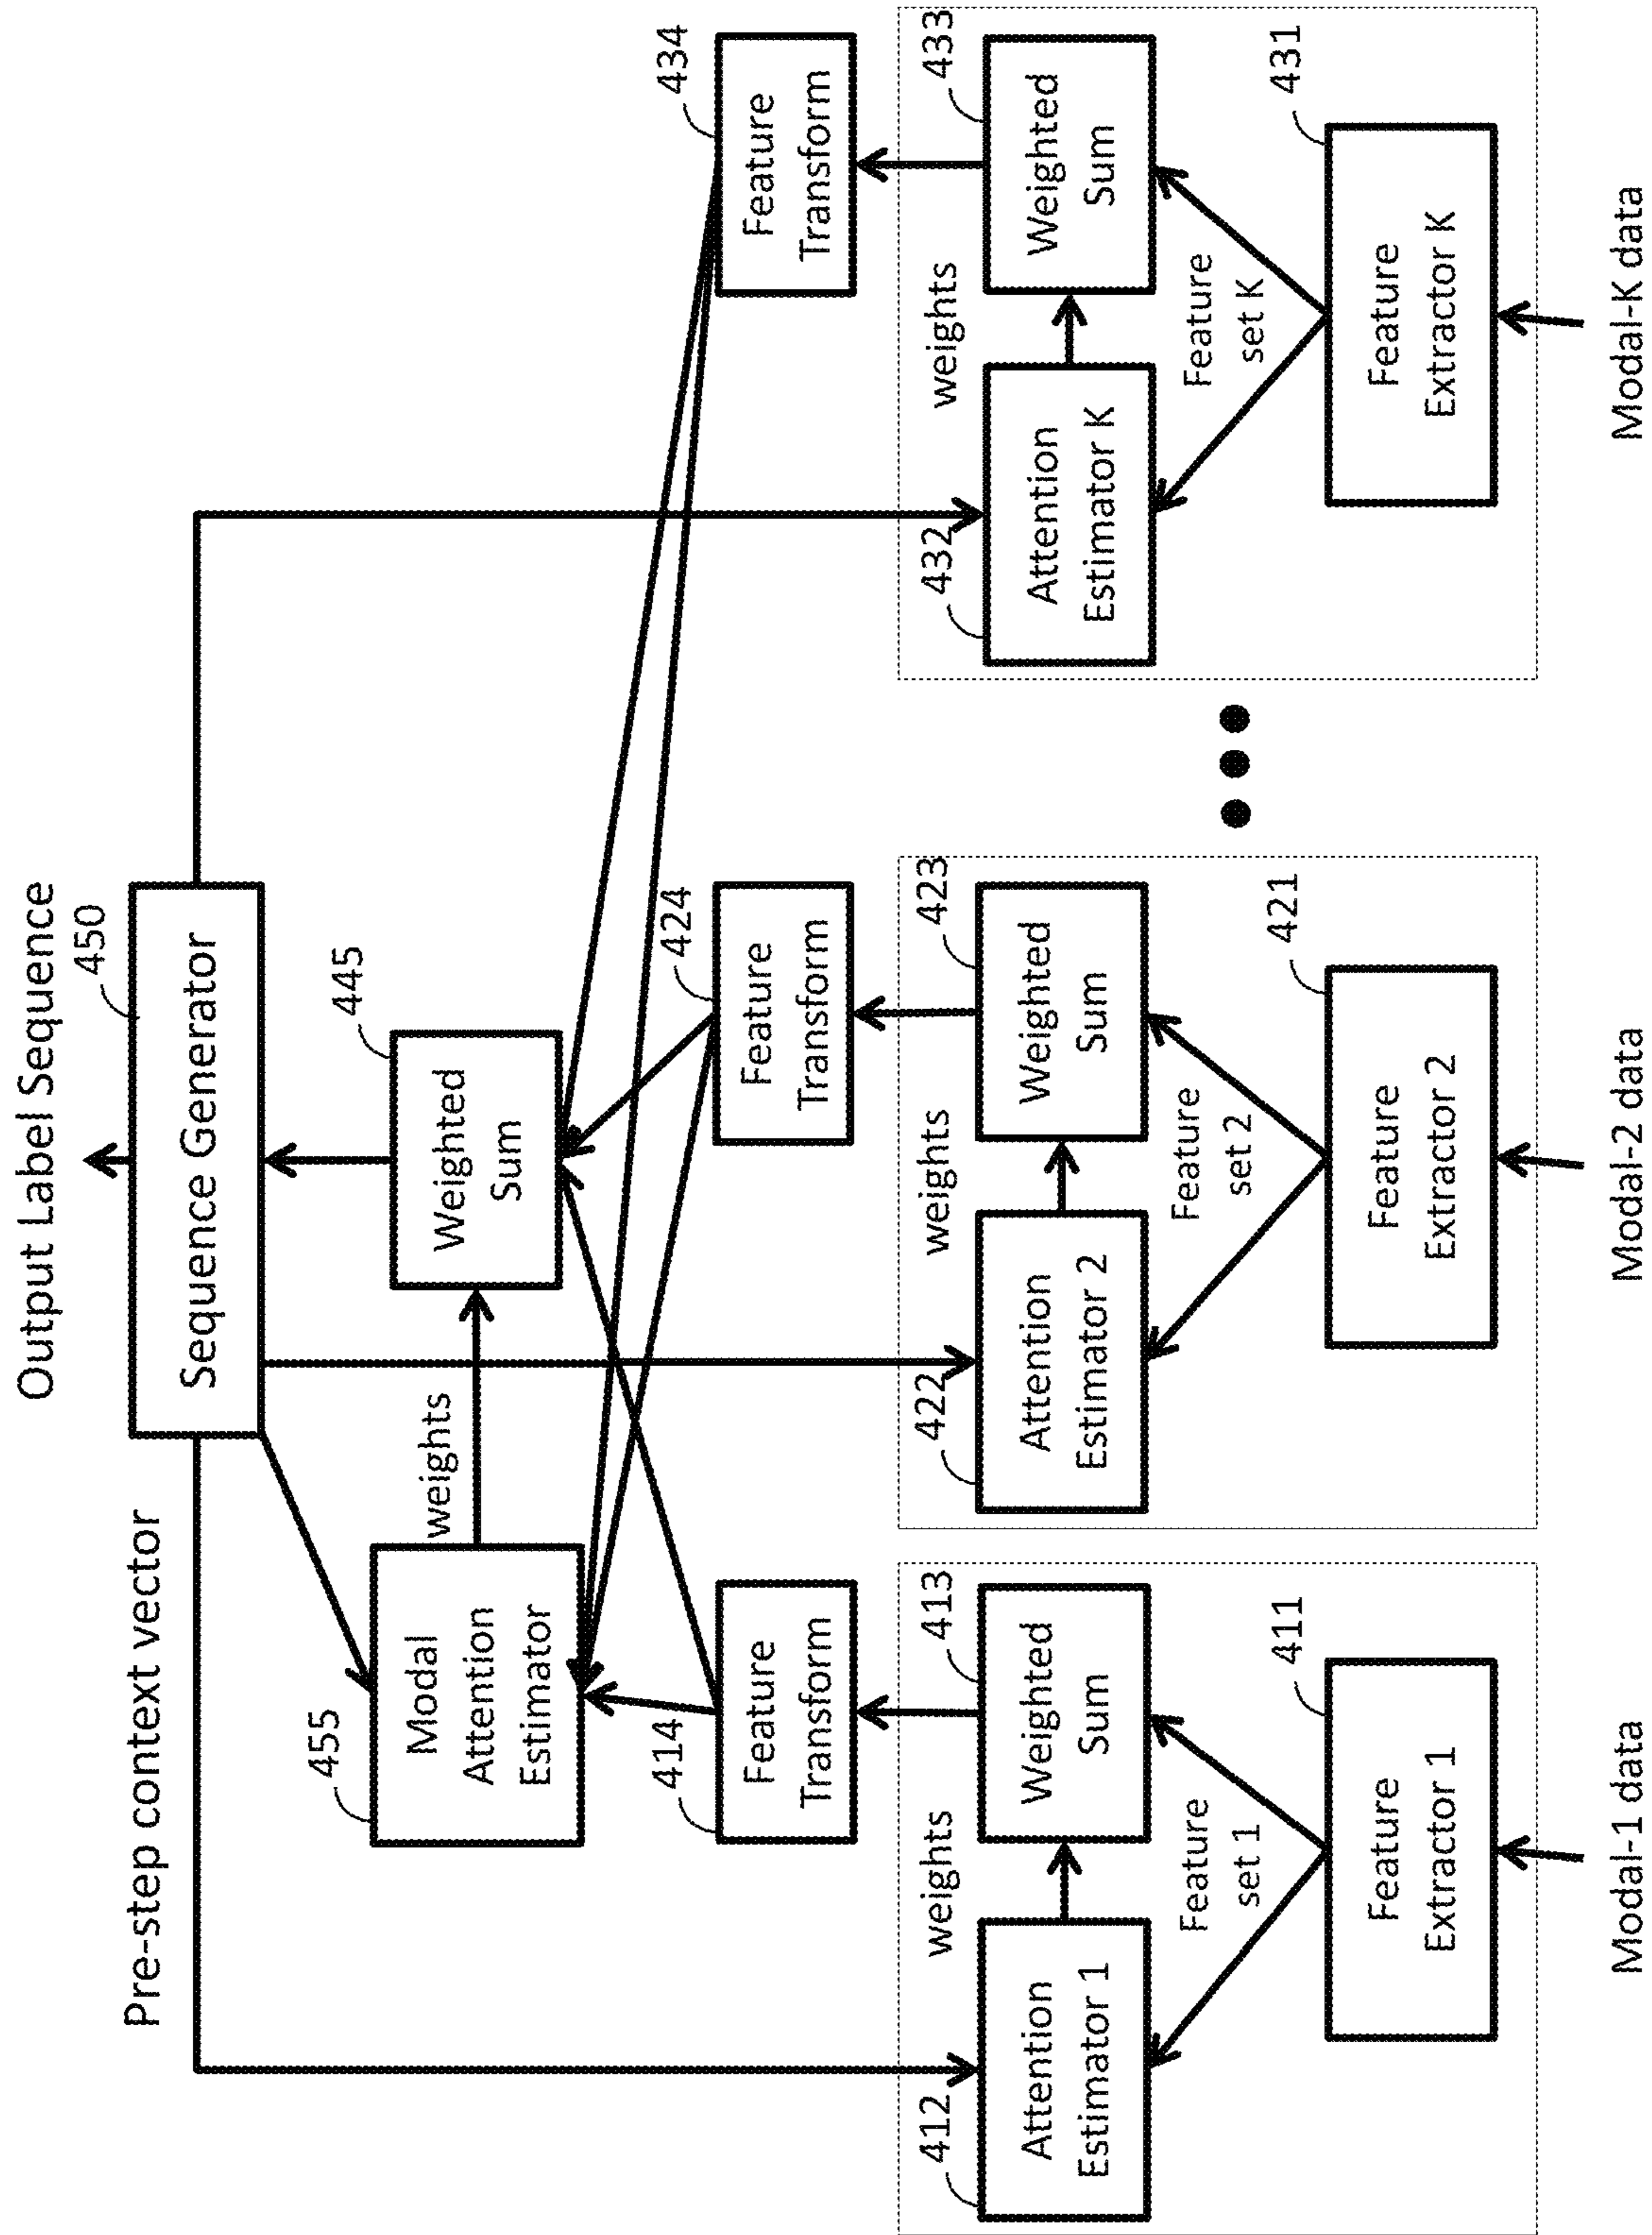 Output Label Sequence
450
Pre-step context vector
Sequence Generator
455
Modal
Attention
Estimator
weights
445
Weighted
Sum
414
Feature
Transform
424
Feature
Transform
434
Feature
Transform
412
Attention
Estimator 1
weights
413
Weighted
Sum
Feature
set 1
411
Feature
Extractor 1
Modal-1 data
422
Attention
Estimator 2
weights
423
Weighted
Sum
Feature
set 2
421
Feature
Extractor 2
Modal-2 data
432
Attention
Estimator K
weights
433
Weighted
Sum
Feature
set K
431
Feature
Extractor K
Modal-K data